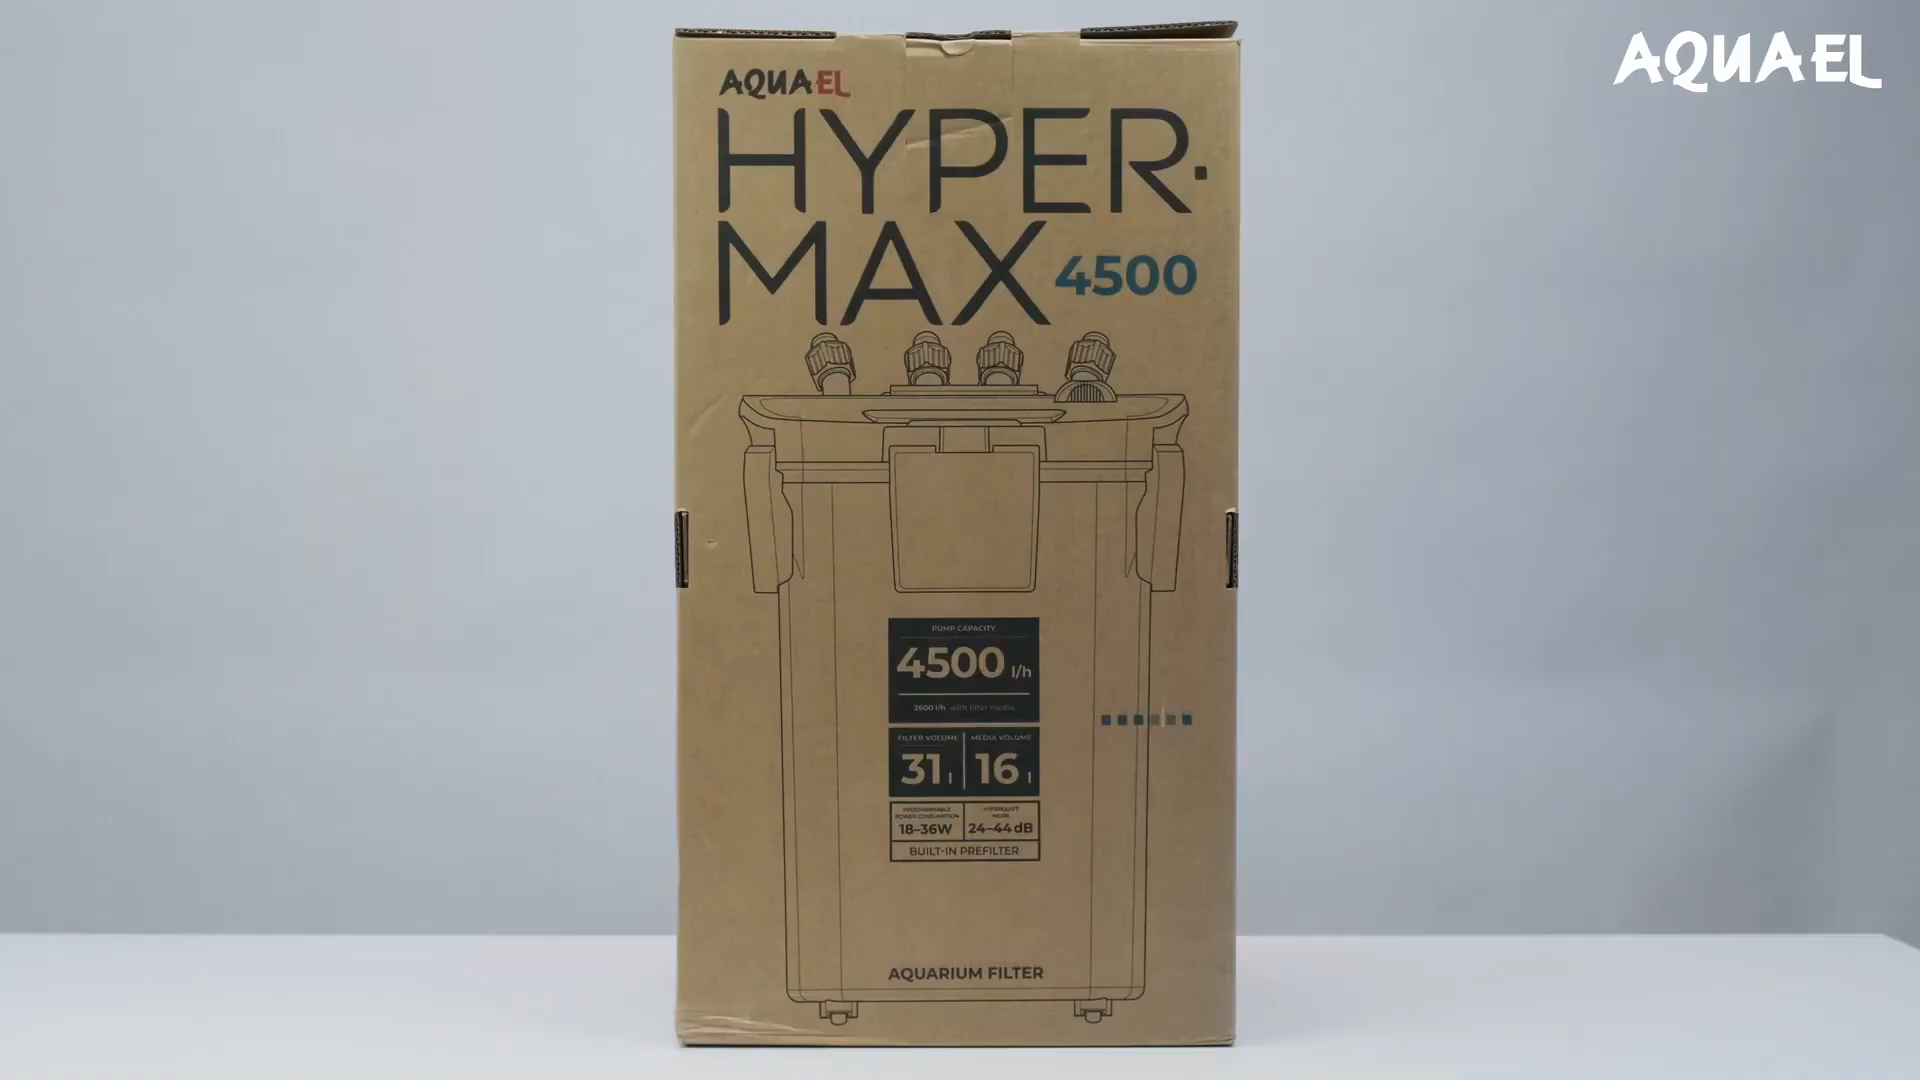 AQUAEL
AQUAEL
HYPER·
MAX 4500
PUMP CAPACITY
4500 l/h
2600 l/h with filter media
FILTER VOLUME
31 l
MEDIA VOLUME
16 l
PROGRAMMABLE
POWER CONSUMPTION
18–36W
HYPERQUIET
WORK
24–44 dB
BUILT-IN PREFILTER
AQUARIUM FILTER